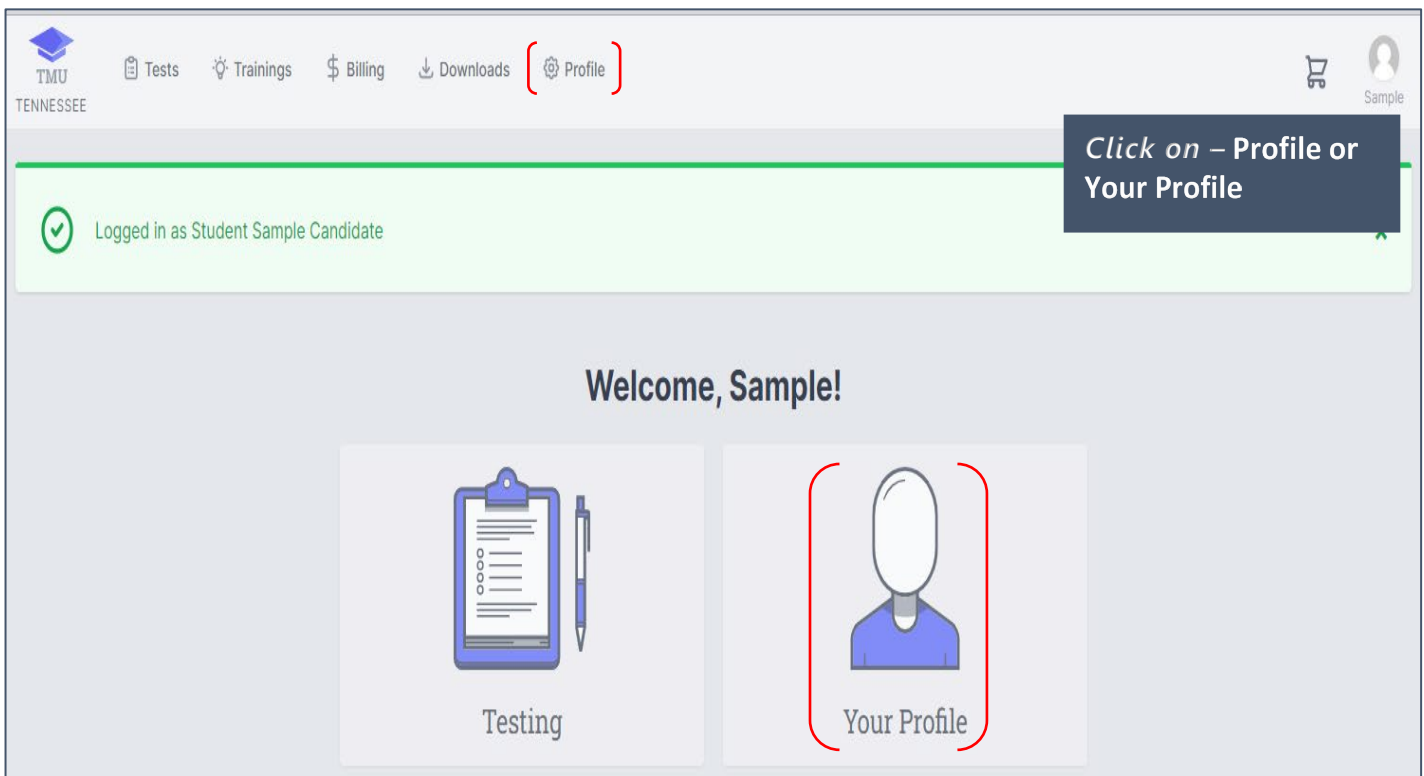 TMU
TENNESSEE
Tests
Trainings
Billing
Downloads
Profile
Sample
Click on – Profile or
Your Profile
Logged in as Student Sample Candidate
Welcome, Sample!
Testing
Your Profile